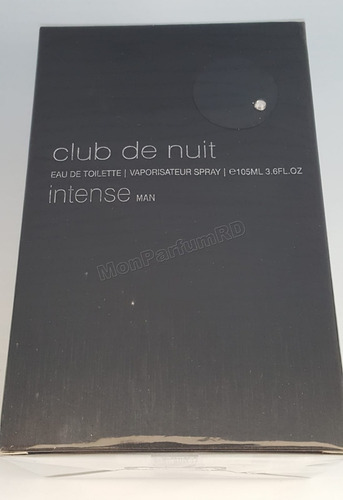 club de nuit
EAU DE TOILETTE | VAPORISATEUR SPRAY | ℮105ML 3.6FL.OZ
intense MAN
MonParfumRD